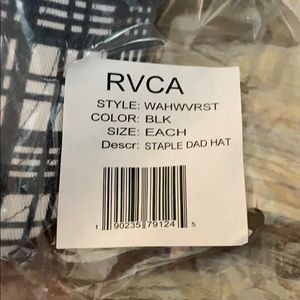 RVCA
STYLE: WAHWVRST
COLOR: BLK
SIZE: EACH
Descr: STAPLE DAD HAT
1 90235 79124 5